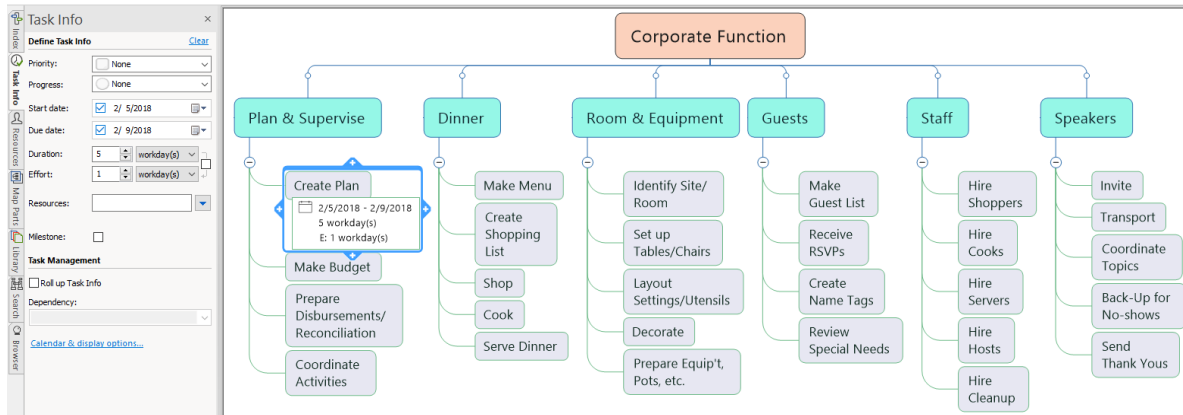 Task Info ×
Define Task Info Clear
Priority: None
Progress: None
Start date: 2/ 5/2018
Due date: 2/ 9/2018
Duration: 5 workday(s)
Effort: 1 workday(s)
Resources:
Milestone:
Task Management
Roll up Task Info
Dependency:
Calendar & display options...
Index
Task Info
Resources
Map Parts
Library
Search
Browser
Corporate Function
Plan & Supervise
Create Plan
2/5/2018 - 2/9/2018
5 workday(s)
E: 1 workday(s)
Make Budget
Prepare
Disbursements/
Reconciliation
Coordinate
Activities
Dinner
Make Menu
Create
Shopping
List
Shop
Cook
Serve Dinner
Room & Equipment
Identify Site/
Room
Set up
Tables/Chairs
Layout
Settings/Utensils
Decorate
Prepare Equip't,
Pots, etc.
Guests
Make
Guest List
Receive
RSVPs
Create
Name Tags
Review
Special Needs
Staff
Hire
Shoppers
Hire
Cooks
Hire
Servers
Hire
Hosts
Hire
Cleanup
Speakers
Invite
Transport
Coordinate
Topics
Back-Up for
No-shows
Send
Thank Yous